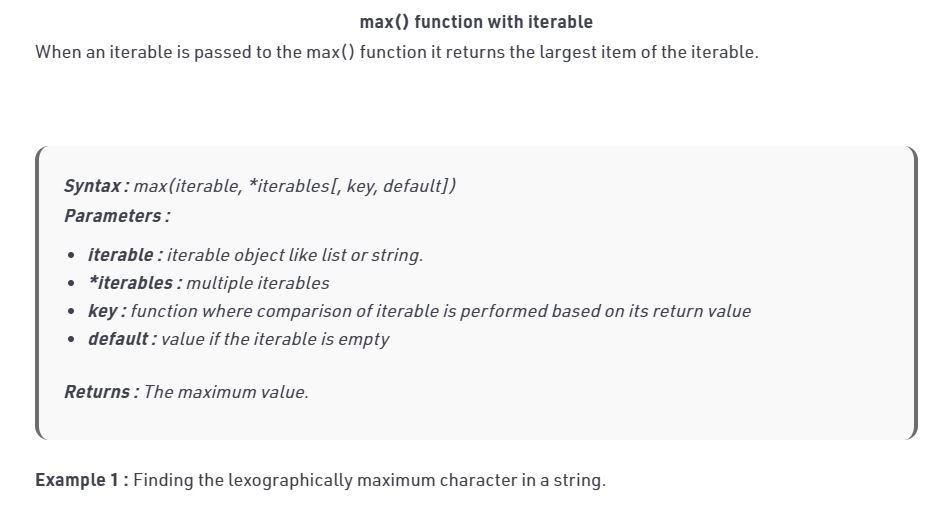 max() function with iterable
When an iterable is passed to the max() function it returns the largest item of the iterable.
Syntax : max(iterable, *iterables[, key, default])
Parameters :
• iterable : iterable object like list or string.
• *iterables : multiple iterables
• key : function where comparison of iterable is performed based on its return value
• default : value if the iterable is empty
Returns : The maximum value.
Example 1 : Finding the lexographically maximum character in a string.